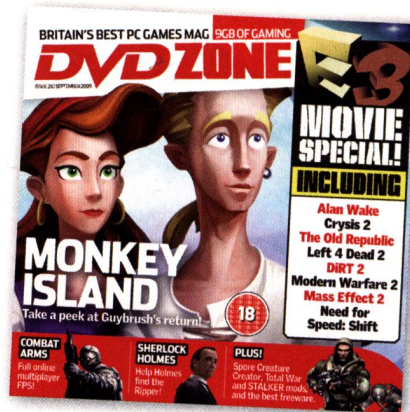 BRITAIN'S BEST PC GAMES MAG 9GB OF GAMING
DVD ZONE
SEPTEMBER 2009
E3
MOVIE
SPECIAL!
INCLUDING
Alan Wake
Crysis 2
The Old Republic
Left 4 Dead 2
DiRT 2
Modern Warfare 2
Mass Effect 2
Need for
Speed: Shift
MONKEY
ISLAND
Take a peek at Guybrush's return!
18
COMBAT
ARMS
Full online
multiplayer
FPS!
SHERLOCK
HOLMES
Help Holmes
find the
Ripper!
PLUS!
Spore Creature
Creator, Total War
and STALKER mods,
and the best freeware.